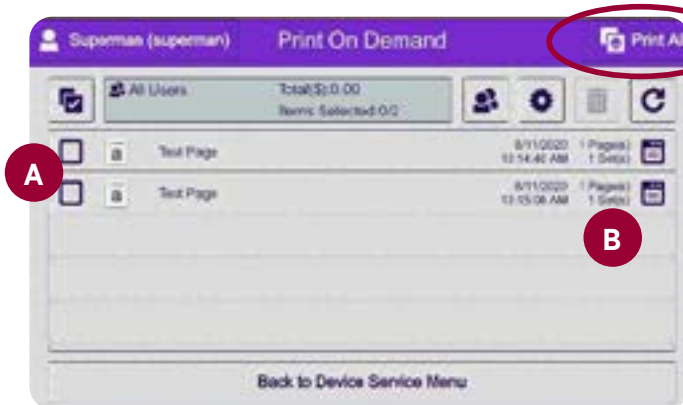 Superman (superman) Print On Demand Print Al
All Users Total($):0.00
Items Selected:0/2
A
a Test Page 8/11/2020 1 Page(s)
10:14:40 AM 1 Set(s)
a Test Page 8/11/2020 1 Page(s)
10:15:08 AM 1 Set(s)
B
Back to Device Service Menu